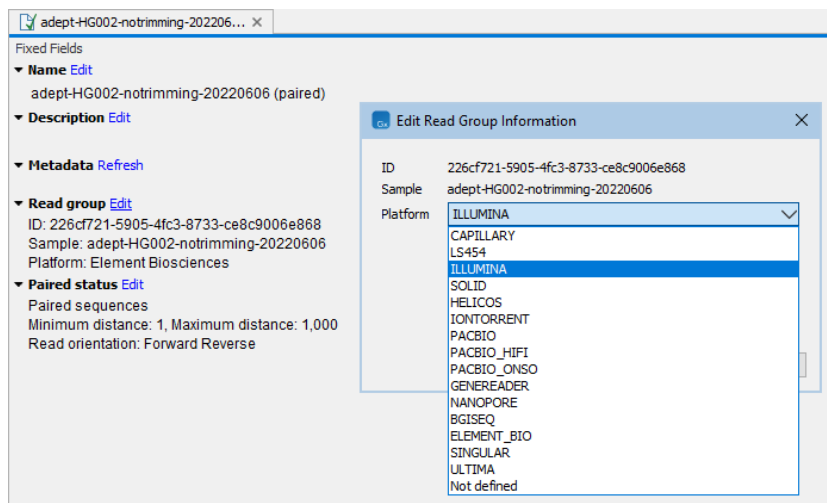 adept-HG002-notrimming-202206...
Fixed Fields
Name Edit
adept-HG002-notrimming-20220606 (paired)
Description Edit
Metadata Refresh
Read group Edit
ID: 226cf721-5905-4fc3-8733-ce8c9006e868
Sample: adept-HG002-notrimming-20220606
Platform: Element Biosciences
Paired status Edit
Paired sequences
Minimum distance: 1, Maximum distance: 1,000
Read orientation: Forward Reverse
Gx Edit Read Group Information
ID 226cf721-5905-4fc3-8733-ce8c9006e868
Sample adept-HG002-notrimming-20220606
Platform ILLUMINA
CAPILLARY
LS454
ILLUMINA
SOLID
HELICOS
IONTORRENT
PACBIO
PACBIO_HIFI
PACBIO_ONSO
GENEREADER
NANOPORE
BGISEQ
ELEMENT_BIO
SINGULAR
ULTIMA
Not defined